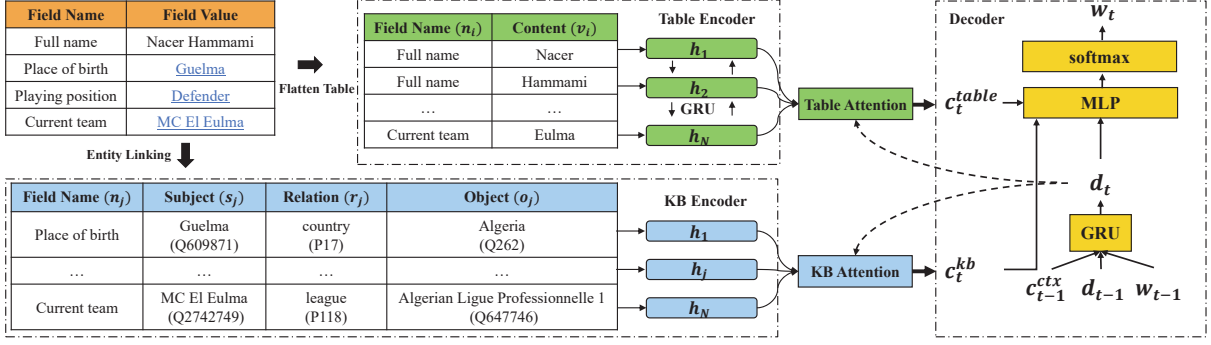 Field Name Field Value
Full name Nacer Hammami
Place of birth Guelma
Playing position Defender
Current team MC El Eulma
Flatten Table
Entity Linking
Table Encoder
Field Name (n_i) Content (v_i)
Full name Nacer
Full name Hammami
... ...
Current team Eulma
h_1
h_2
GRU
h_N
Table Attention
c_t^{table}
KB Encoder
Field Name (n_j) Subject (s_j) Relation (r_j) Object (o_j)
Place of birth Guelma (Q609871) country (P17) Algeria (Q262)
... ... ... ...
Current team MC El Eulma (Q2742749) league (P118) Algerian Ligue Professionnelle 1 (Q647746)
h_1
h_j
h_N
KB Attention
c_t^{kb}
Decoder
w_t
softmax
MLP
d_t
GRU
c_{t-1}^{ctx} d_{t-1} w_{t-1}